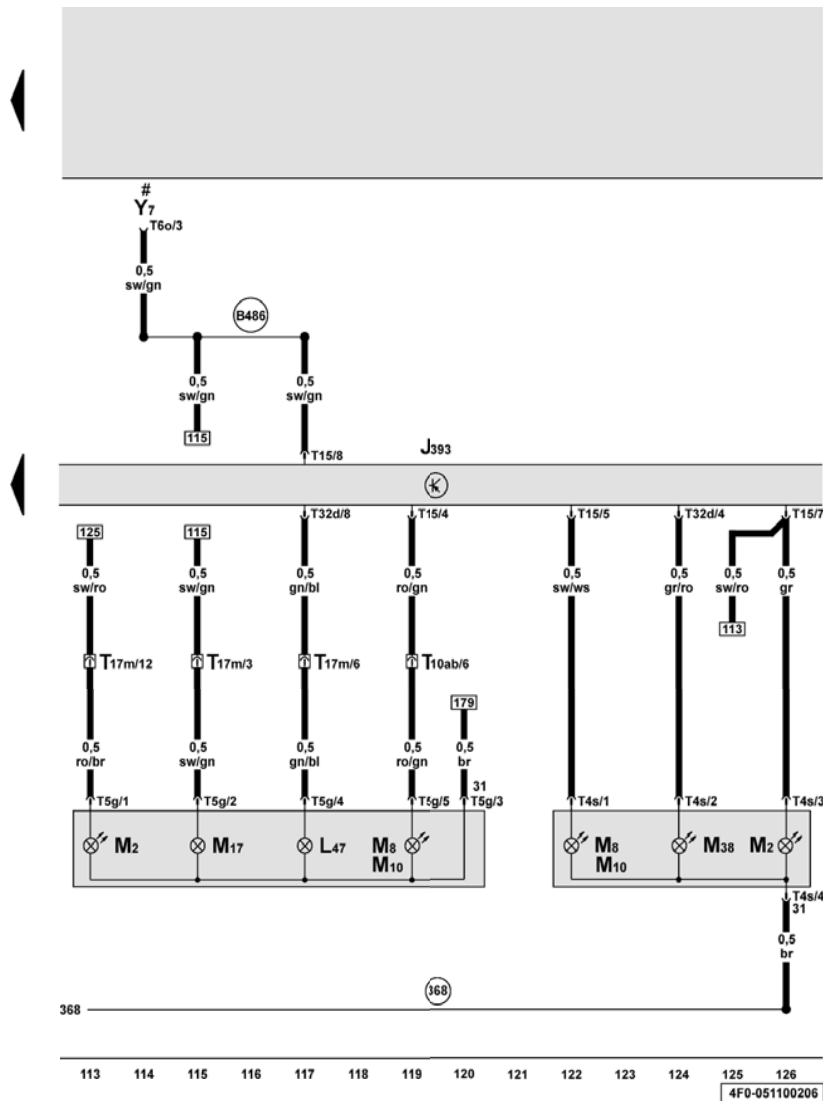 #
Y7
T6o/3
0,5
sw/gn
B486
0,5
sw/gn
0,5
sw/gn
115
T15/8
J393
T32d/8
T15/4
T15/5
T32d/4
T15/7
125
115
0,5
sw/ro
0,5
sw/gn
0,5
gn/bl
0,5
ro/gn
0,5
sw/ws
0,5
gr/ro
0,5
sw/ro
0,5
gr
113
T17m/12
T17m/3
T17m/6
T10ab/6
179
0,5
ro/br
0,5
sw/gn
0,5
gn/bl
0,5
ro/gn
0,5
br
31
T5g/1
T5g/2
T5g/4
T5g/5
T5g/3
T4s/1
T4s/2
T4s/3
M2
M17
L47
M8
M10
M8
M10
M38
M2
T4s/4
31
0,5
br
368
368
113 114 115 116 117 118 119 120 121 122 123 124 125 126
4F0-051100206